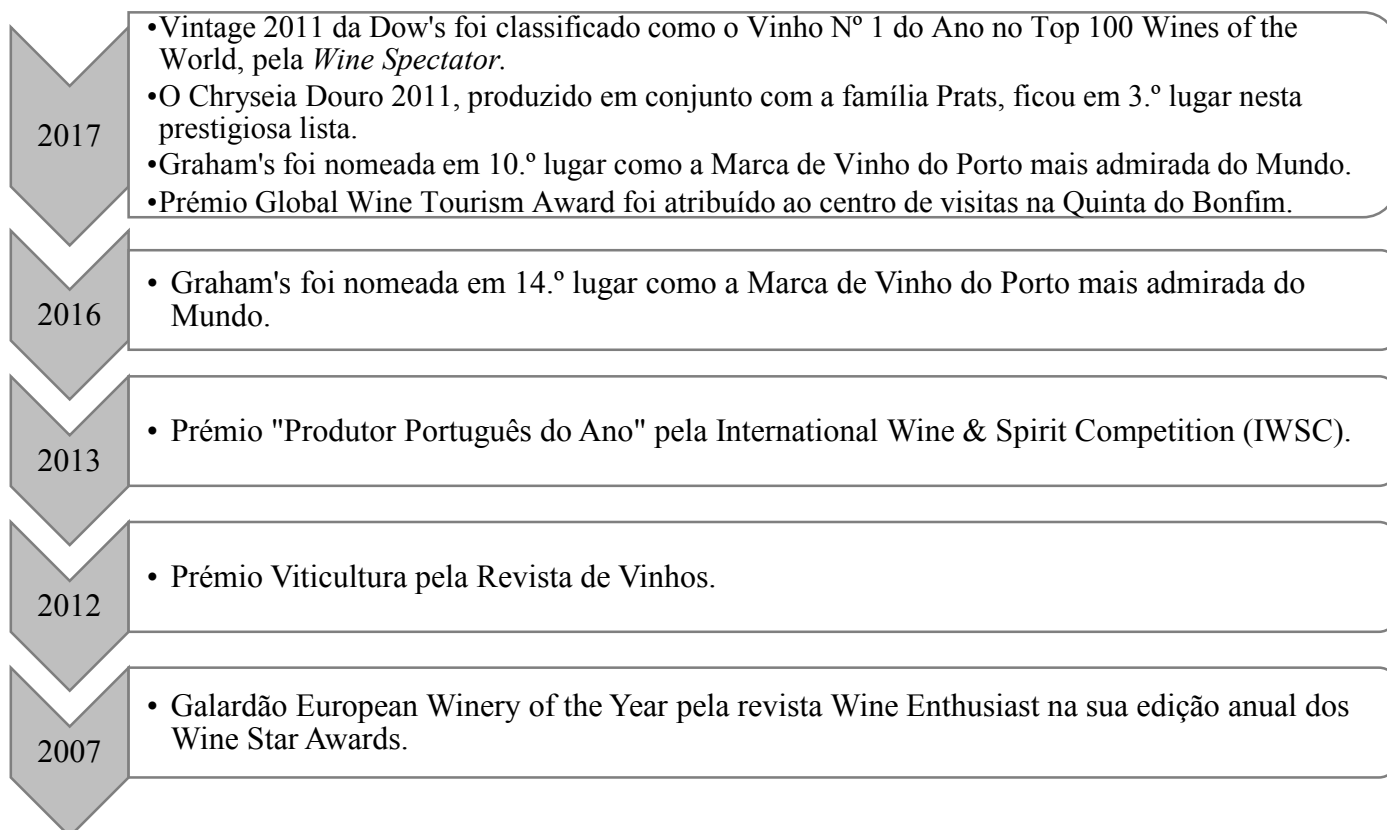 2017
•Vintage 2011 da Dow's foi classificado como o Vinho Nº 1 do Ano no Top 100 Wines of the
World, pela Wine Spectator.
•O Chryseia Douro 2011, produzido em conjunto com a família Prats, ficou em 3.º lugar nesta
prestigiosa lista.
•Graham's foi nomeada em 10.º lugar como a Marca de Vinho do Porto mais admirada do Mundo.
•Prémio Global Wine Tourism Award foi atribuído ao centro de visitas na Quinta do Bonfim.
2016
• Graham's foi nomeada em 14.º lugar como a Marca de Vinho do Porto mais admirada do
Mundo.
2013
• Prémio "Produtor Português do Ano" pela International Wine & Spirit Competition (IWSC).
2012
• Prémio Viticultura pela Revista de Vinhos.
2007
• Galardão European Winery of the Year pela revista Wine Enthusiast na sua edição anual dos
Wine Star Awards.